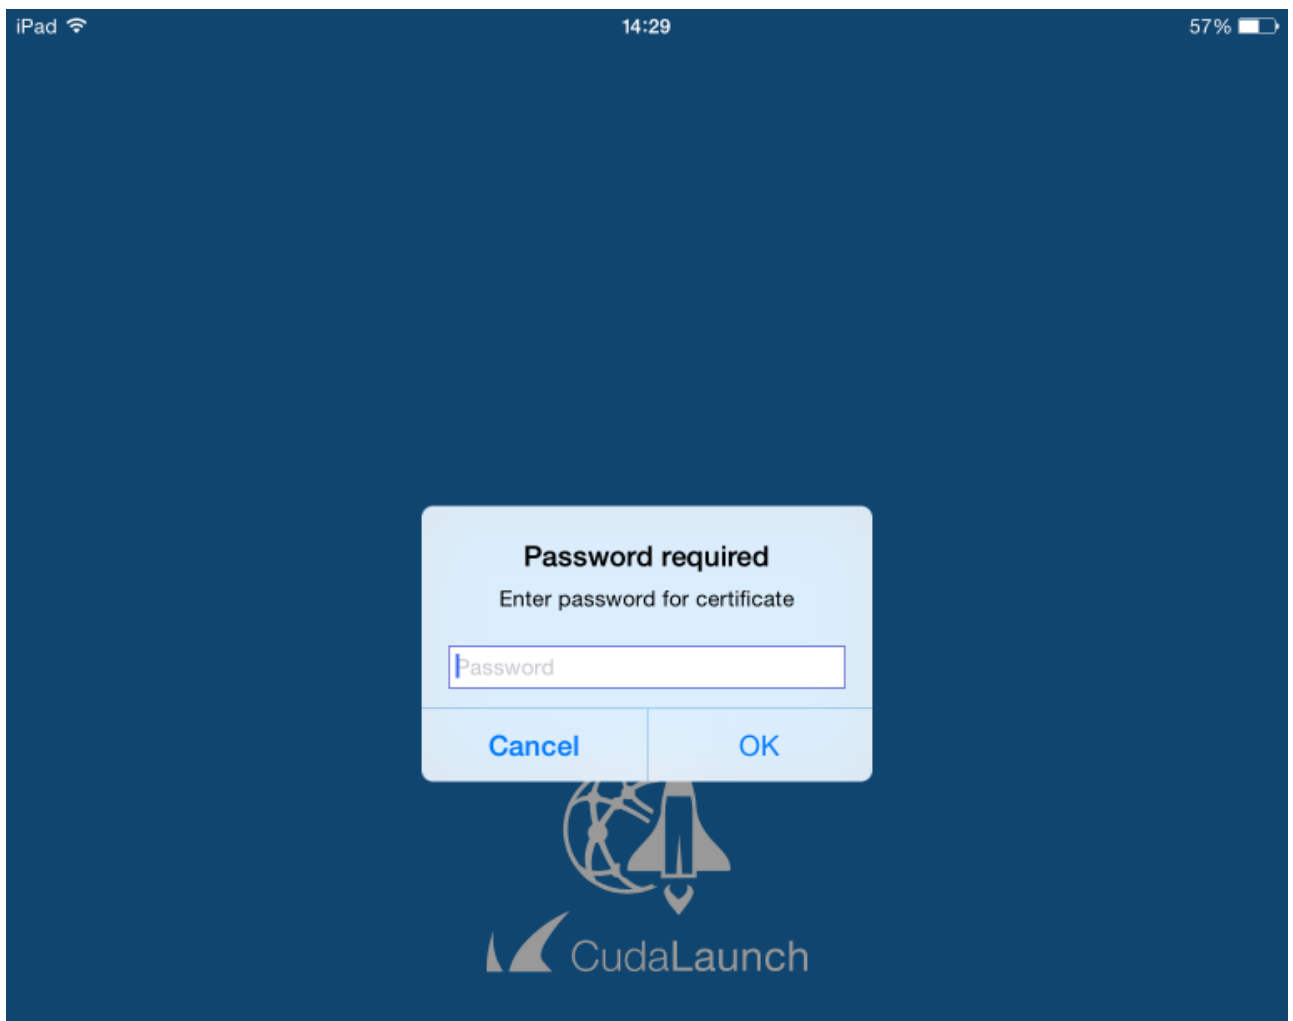 iPad 14:29 57%
Password required
Enter password for certificate
Password
Cancel OK
CudaLaunch